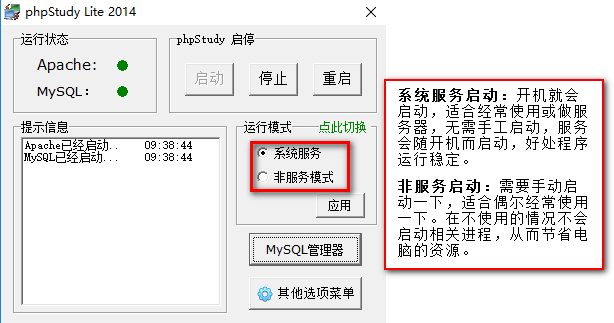 phpStudy Lite 2014
运行状态
Apache:
MySQL:
phpStudy 启停
启动
停止
重启
提示信息
Apache已经启动... 09:38:44
MySQL已经启动... 09:38:44
运行模式 点此切换
系统服务
非服务模式
应用
MySQL管理器
其他选项菜单
系统服务启动：开机就会
启动，适合经常使用或做服
务器，无需手工启动，服务
会随开机而启动，好处程序
运行稳定。
非服务启动：需要手动启
动一下，适合偶尔经常使用
一下。在不使用的情况不会
启动相关进程，从而节省电
脑的资源。